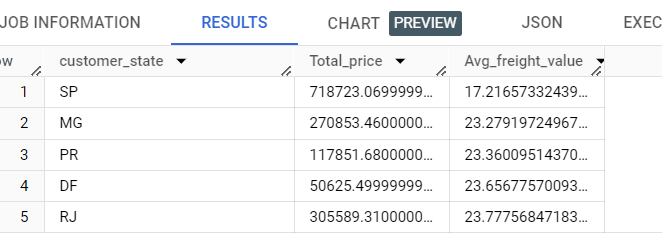 JOB INFORMATION RESULTS CHART PREVIEW JSON EXEC
ow customer_state Total_price Avg_freight_value
1 SP 718723.0699999... 17.21657332439...
2 MG 270853.4600000... 23.27919724967...
3 PR 117851.6800000... 23.36009514370...
4 DF 50625.49999999... 23.65677570093...
5 RJ 305589.3100000... 23.77756847183...